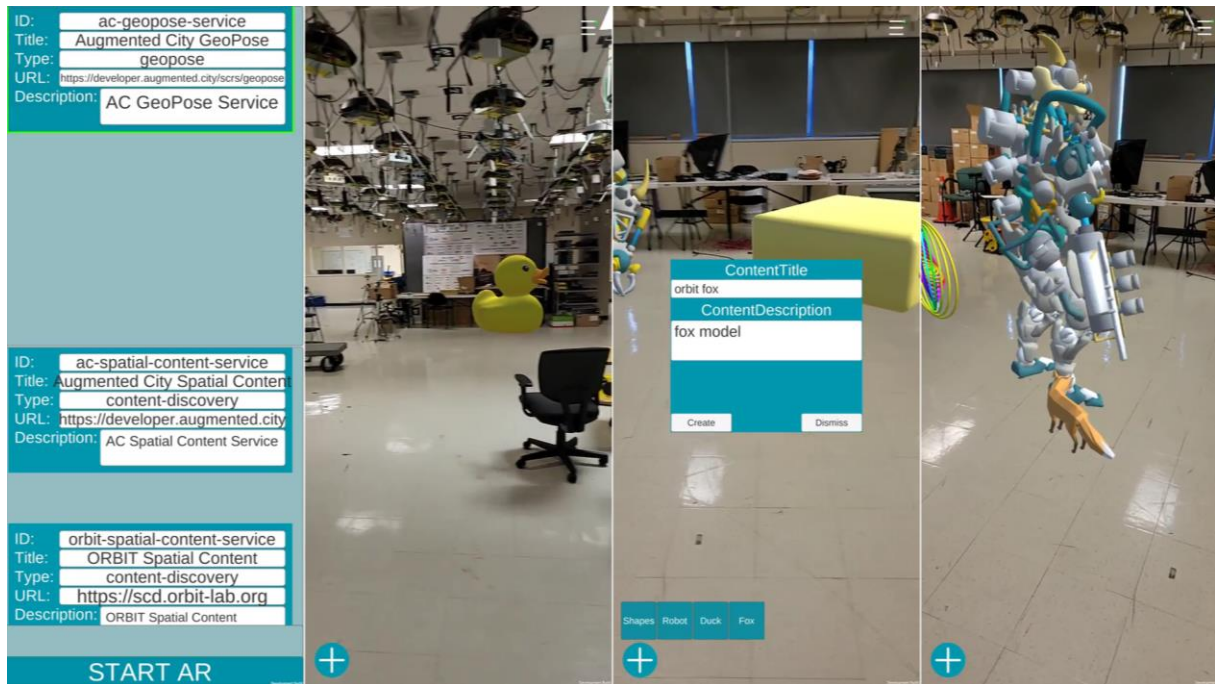 ID: ac-geopose-service
Title: Augmented City GeoPose
Type: geopose
URL: https://developer.augmented.city/scrs/geopose
Description: AC GeoPose Service
ID: ac-spatial-content-service
Title: Augmented City Spatial Content
Type: content-discovery
URL: https://developer.augmented.city
Description: AC Spatial Content Service
ID: orbit-spatial-content-service
Title: ORBIT Spatial Content
Type: content-discovery
URL: https://scd.orbit-lab.org
Description: ORBIT Spatial Content
START AR
ContentTitle
orbit fox
ContentDescription
fox model
Create Dismiss
Shapes Robot Duck Fox